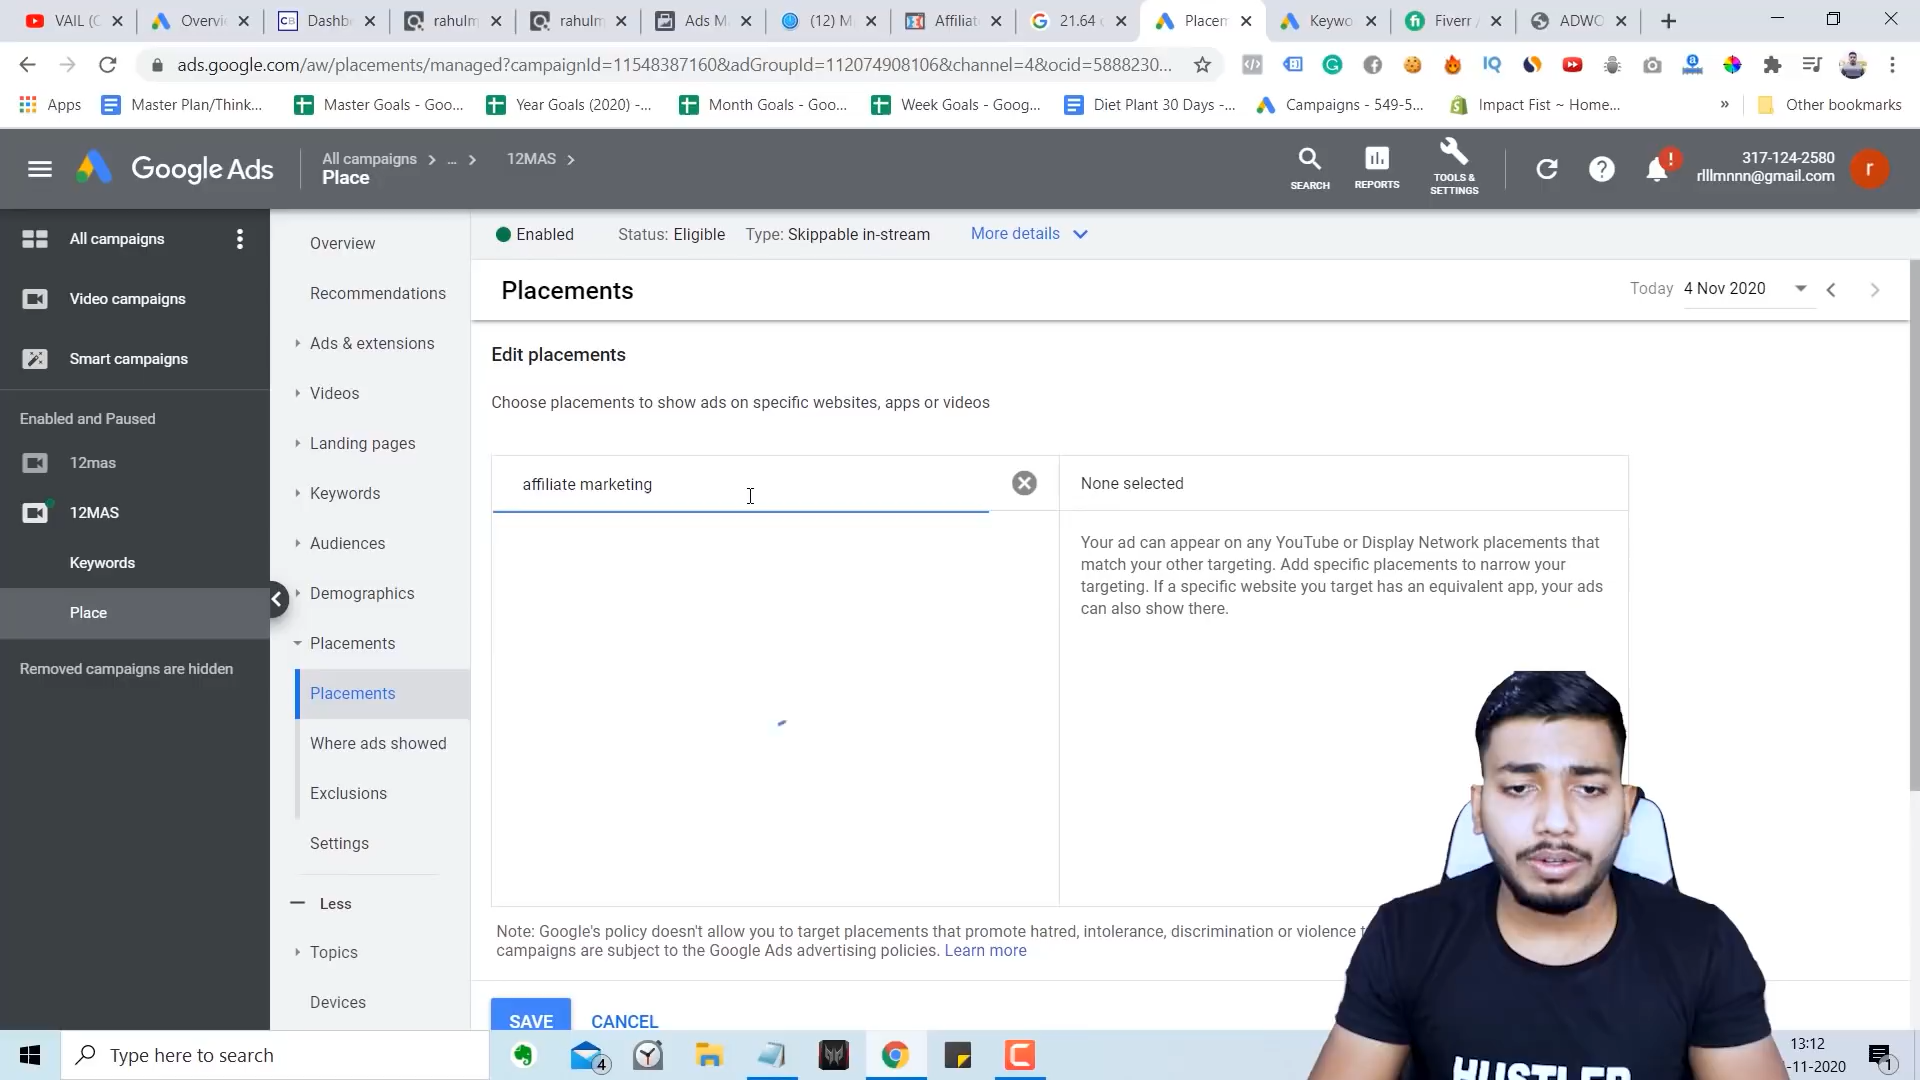 VAIL (C
Overvi
Dashb
rahulm
rahulm
Ads M
(12) M
Affiliat
21.64
Placem
Keywo
Fiverr
ADWO
ads.google.com/aw/placements/managed?campaignId=11548387160&adGroupId=112074908106&channel=4&ocid=5888230...
Apps
Master Plan/Think...
Master Goals - Goo...
Year Goals (2020) -...
Month Goals - Goo...
Week Goals - Goog...
Diet Plant 30 Days -...
Campaigns - 549-5...
Impact Fist ~ Home...
»
Other bookmarks
Google Ads
All campaigns > ... > 12MAS >
Place
SEARCH
REPORTS
TOOLS &
SETTINGS
317-124-2580
rlllmnnn@gmail.com
r
All campaigns
Video campaigns
Smart campaigns
Enabled and Paused
12mas
12MAS
Keywords
Place
Removed campaigns are hidden
Overview
Recommendations
Ads & extensions
Videos
Landing pages
Keywords
Audiences
Demographics
Placements
Placements
Where ads showed
Exclusions
Settings
Less
Topics
Devices
Enabled Status: Eligible Type: Skippable in-stream More details
Placements
Today 4 Nov 2020
Edit placements
Choose placements to show ads on specific websites, apps or videos
affiliate marketing
None selected
Your ad can appear on any YouTube or Display Network placements that
match your other targeting. Add specific placements to narrow your
targeting. If a specific website you target has an equivalent app, your ads
can also show there.
Note: Google's policy doesn't allow you to target placements that promote hatred, intolerance, discrimination or violence
campaigns are subject to the Google Ads advertising policies. Learn more
SAVE
CANCEL
HUSTLER
Type here to search
4
13:12
-11-2020
1